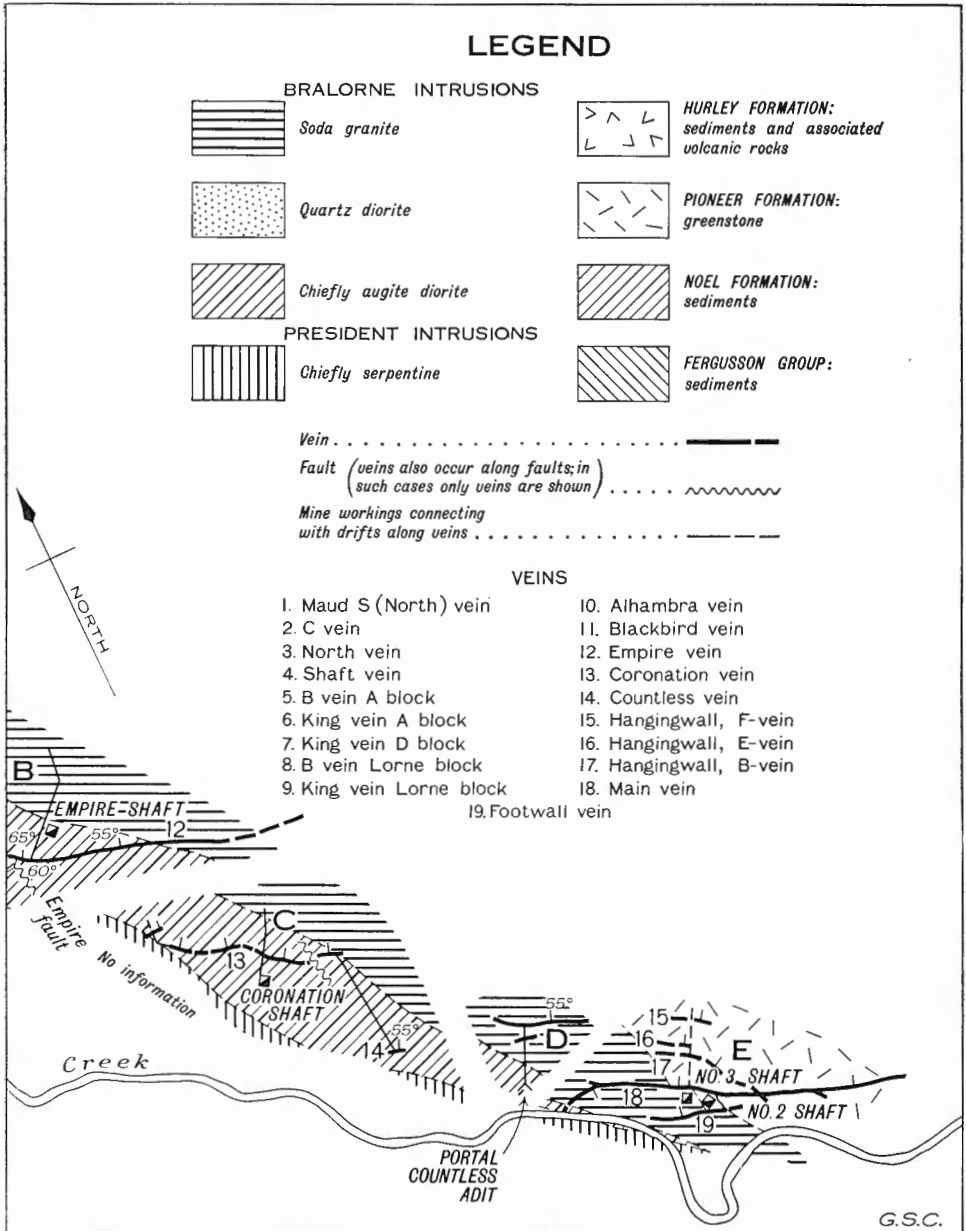 LEGEND
BRALORNE INTRUSIONS
Soda granite
Quartz diorite
Chiefly augite diorite
PRESIDENT INTRUSIONS
Chiefly serpentine
HURLEY FORMATION:
sediments and associated
volcanic rocks
PIONEER FORMATION:
greenstone
NOEL FORMATION:
sediments
FERGUSSON GROUP:
sediments
Vein . . . . . . . . . . . . . . . . . . . . . . . .
Fault (veins also occur along faults; in
such cases only veins are shown) . . . . .
Mine workings connecting
with drifts along veins . . . . . . . . . . . . . .
NORTH
VEINS
1. Maud S (North) vein
2. C vein
3. North vein
4. Shaft vein
5. B vein A block
6. King vein A block
7. King vein D block
8. B vein Lorne block
9. King vein Lorne block
10. Alhambra vein
11. Blackbird vein
12. Empire vein
13. Coronation vein
14. Countless vein
15. Hangingwall, F-vein
16. Hangingwall, E-vein
17. Hangingwall, B-vein
18. Main vein
19. Footwall vein
B
EMPIRE-SHAFT
65°
55°
12
60°
Empire
fault
No information
C
13
CORONATION
SHAFT
55°
14
Creek
55°
D
PORTAL
COUNTLESS
ADIT
15
16
E
17
NO. 3 SHAFT
18
NO. 2 SHAFT
19
G.S.C.